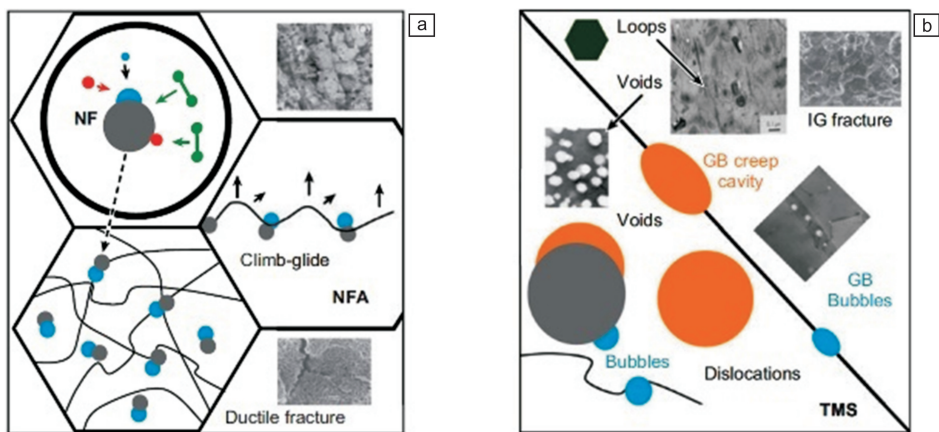 a
NF
Climb-glide
NFA
Ductile fracture
b
Loops
Voids
IG fracture
GB creep
cavity
Voids
GB
Bubbles
Bubbles
Dislocations
TMS